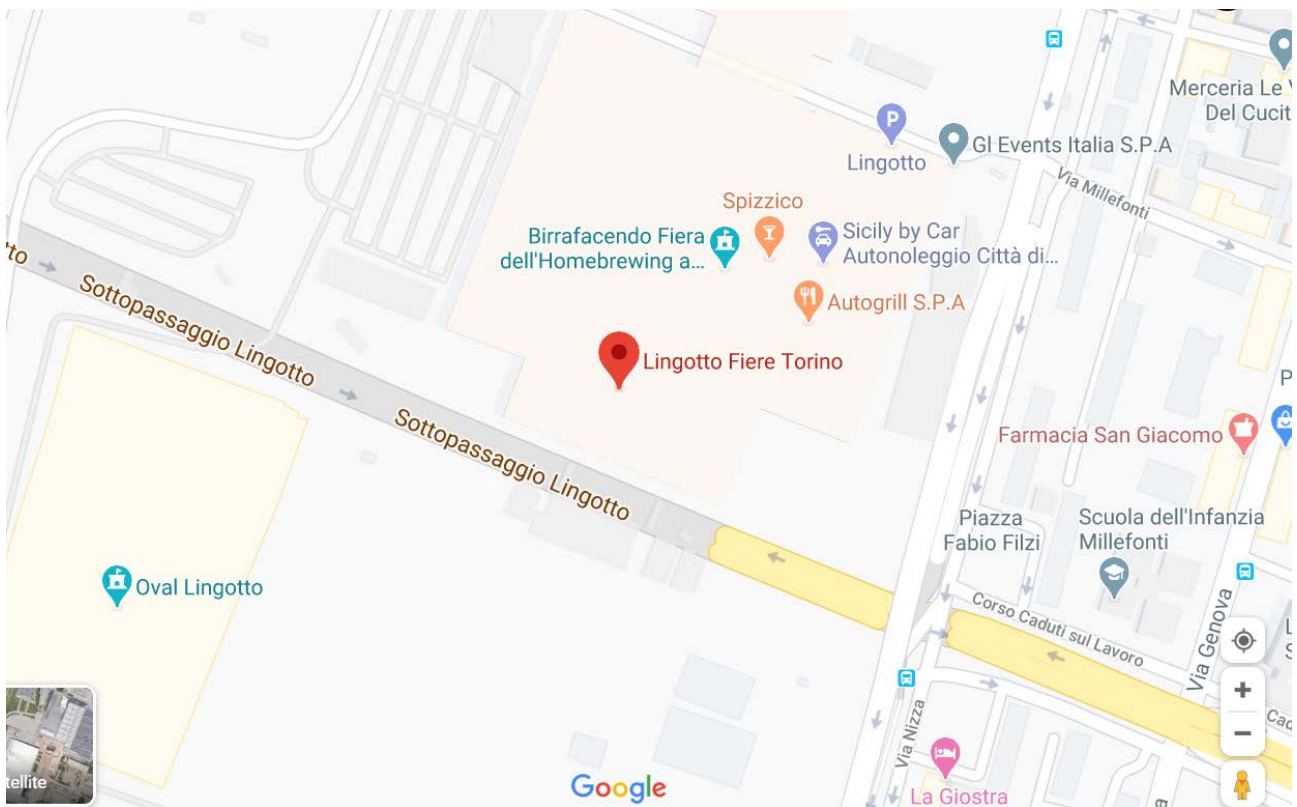 Merceria Le V
Del Cucit
GI Events Italia S.P.A
P
Lingotto
Via Millefonti
Spizzico
Birrafacendo Fiera
dell'Homebrewing a...
Sicily by Car
Autonoleggio Città di...
Autogrill S.P.A
to
Sottopassaggio Lingotto
Lingotto Fiere Torino
P
Sottopassaggio Lingotto
Farmacia San Giacomo
Piazza
Fabio Filzi
Scuola dell'Infanzia
Millefonti
Oval Lingotto
Corso Caduti sul Lavoro
Via Genova
L
S
Via Nizza
Cad
tellite
Google
La Giostra
a